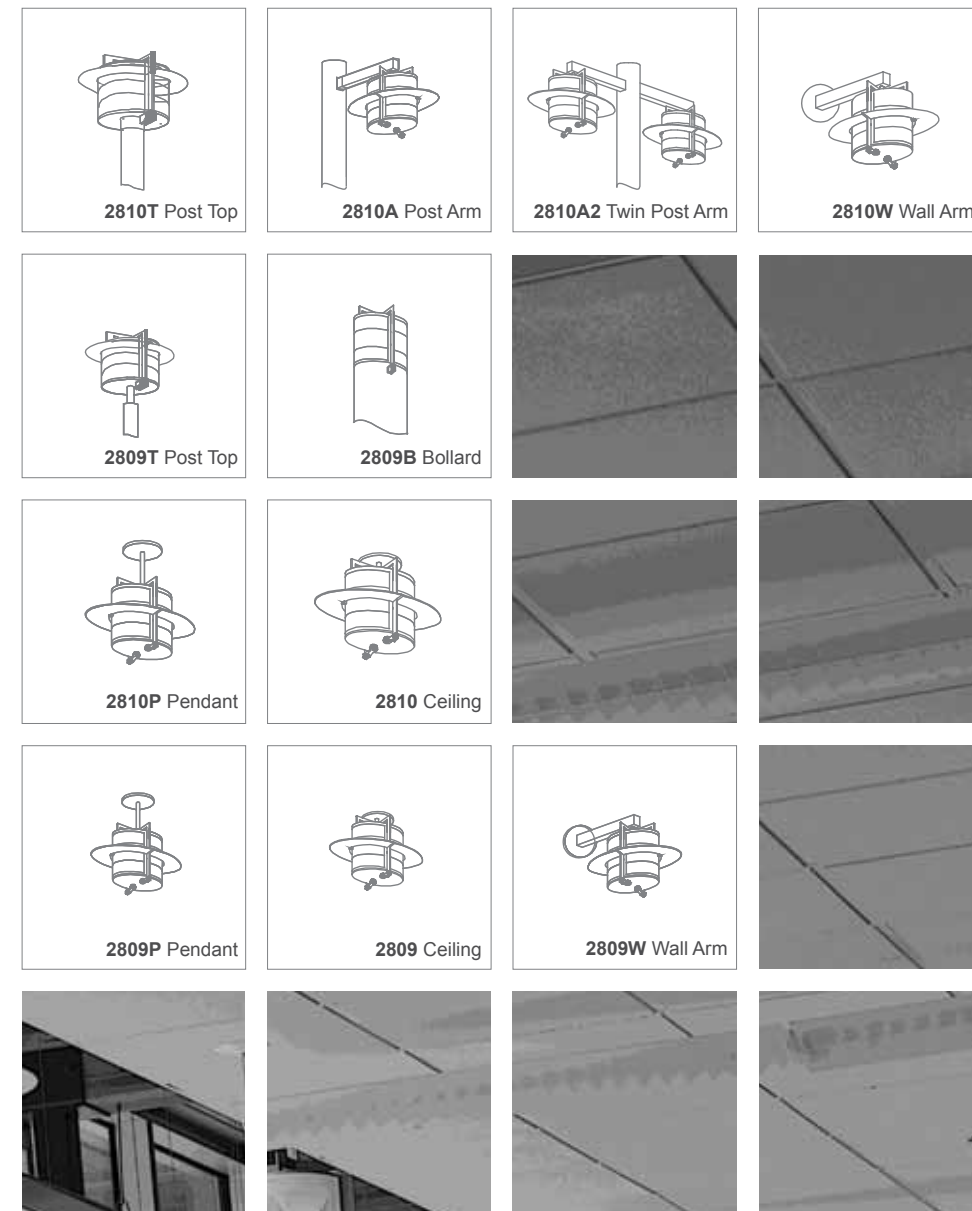 2810T Post Top
2810A Post Arm
2810A2 Twin Post Arm
2810W Wall Arm
2809T Post Top
2809B Bollard
2810P Pendant
2810 Ceiling
2809P Pendant
2809 Ceiling
2809W Wall Arm